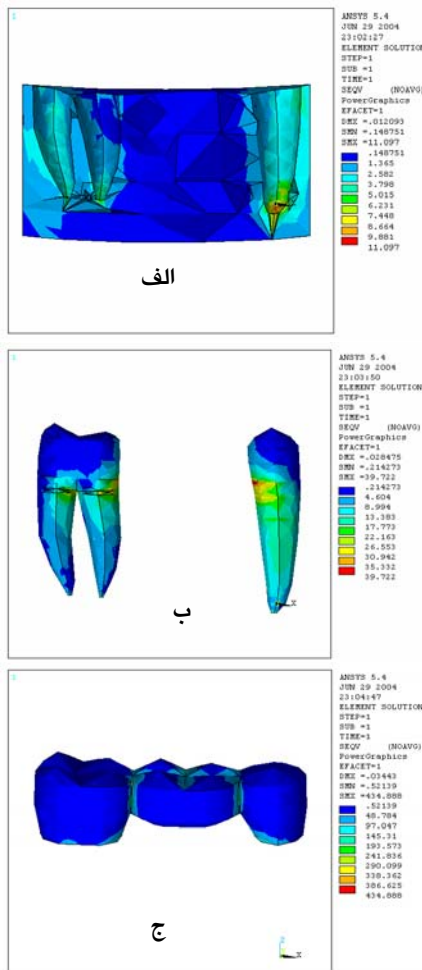 1
ANSYS 5.4
JUN 29 2004
23:02:27
ELEMENT SOLUTION
STEP=1
SUB =1
TIME=1
SEQV (NOAVG)
PowerGraphics
EFACET=1
DMX =.012093
SMN =.148751
SMX =11.097
.148751
1.365
2.582
3.798
5.015
6.231
7.448
8.664
9.881
11.097
الف
1
ANSYS 5.4
JUN 29 2004
23:03:50
ELEMENT SOLUTION
STEP=1
SUB =1
TIME=1
SEQV (NOAVG)
PowerGraphics
EFACET=1
DMX =.028475
SMN =.214273
SMX =39.722
.214273
4.604
8.994
13.383
17.773
22.163
26.553
30.942
35.332
39.722
X
ب
1
ANSYS 5.4
JUN 29 2004
23:04:47
ELEMENT SOLUTION
STEP=1
SUB =1
TIME=1
SEQV (NOAVG)
PowerGraphics
EFACET=1
DMX =.03443
SMN =.52139
SMX =434.888
.52139
48.784
97.047
145.31
193.573
241.836
290.099
338.362
386.625
434.888
ج
Z
X